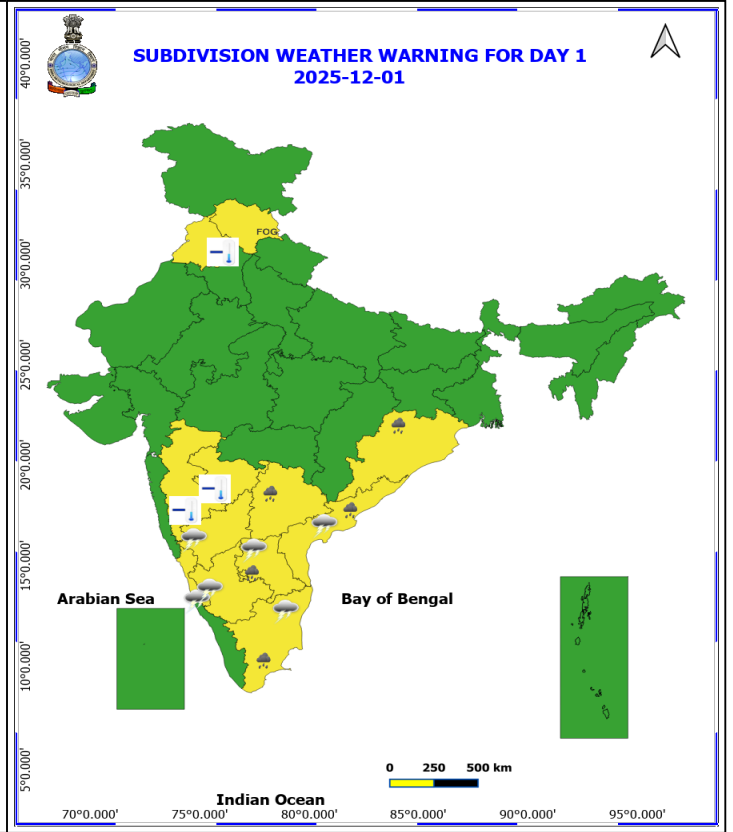 SUBDIVISION WEATHER WARNING FOR DAY 1
2025-12-01
40°0.000'
35°0.000'
FOG
30°0.000'
25°0.000'
20°0.000'
15°0.000'
Arabian Sea
Bay of Bengal
10°0.000'
5°0.000'
0 250 500 km
Indian Ocean
70°0.000' 75°0.000' 80°0.000' 85°0.000' 90°0.000' 95°0.000'